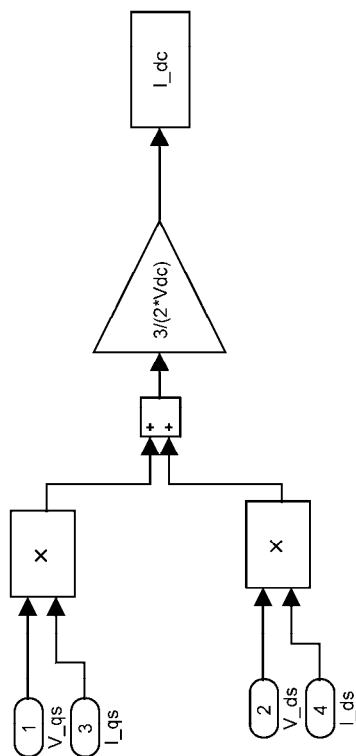 1
V_qs
3
I_qs
2
V_ds
4
I_ds
×
×
+
+
3/(2*Vdc)
I_dc